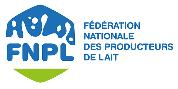 FNPL
FÉDÉRATION
NATIONALE
DES PRODUCTEURS
DE LAIT